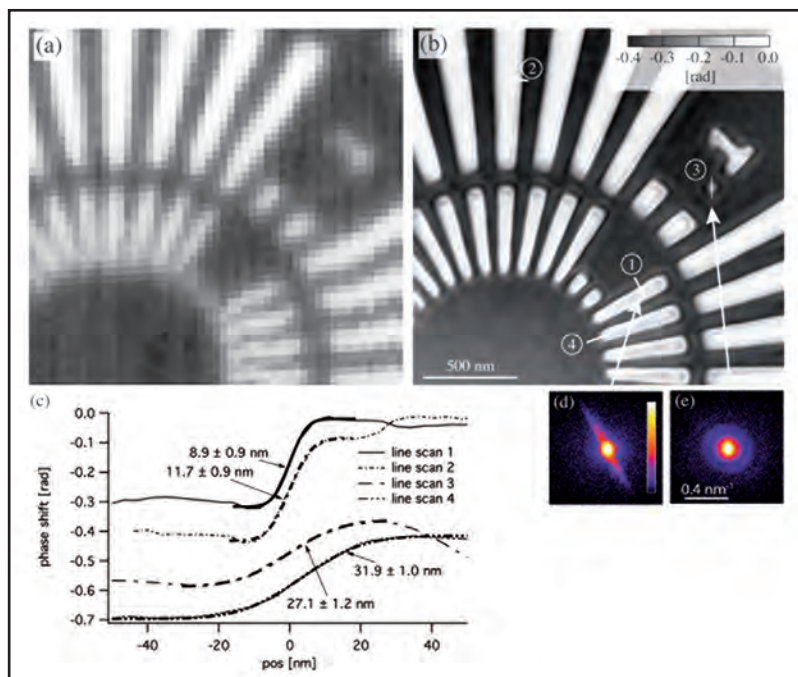 (a)
(b)
-0.4 -0.3 -0.2 -0.1 0.0
[rad]
2
3
1
1
4
500 nm
(c)
0.0
-0.1
-0.2
-0.3
-0.4
-0.5
-0.6
-0.7
phase shift [rad]
8.9 ± 0.9 nm
11.7 ± 0.9 nm
line scan 1
line scan 2
line scan 3
line scan 4
31.9 ± 1.0 nm
27.1 ± 1.2 nm
-40 -20 0 20 40
pos [nm]
(d)
(e)
0.4 nm⁻¹